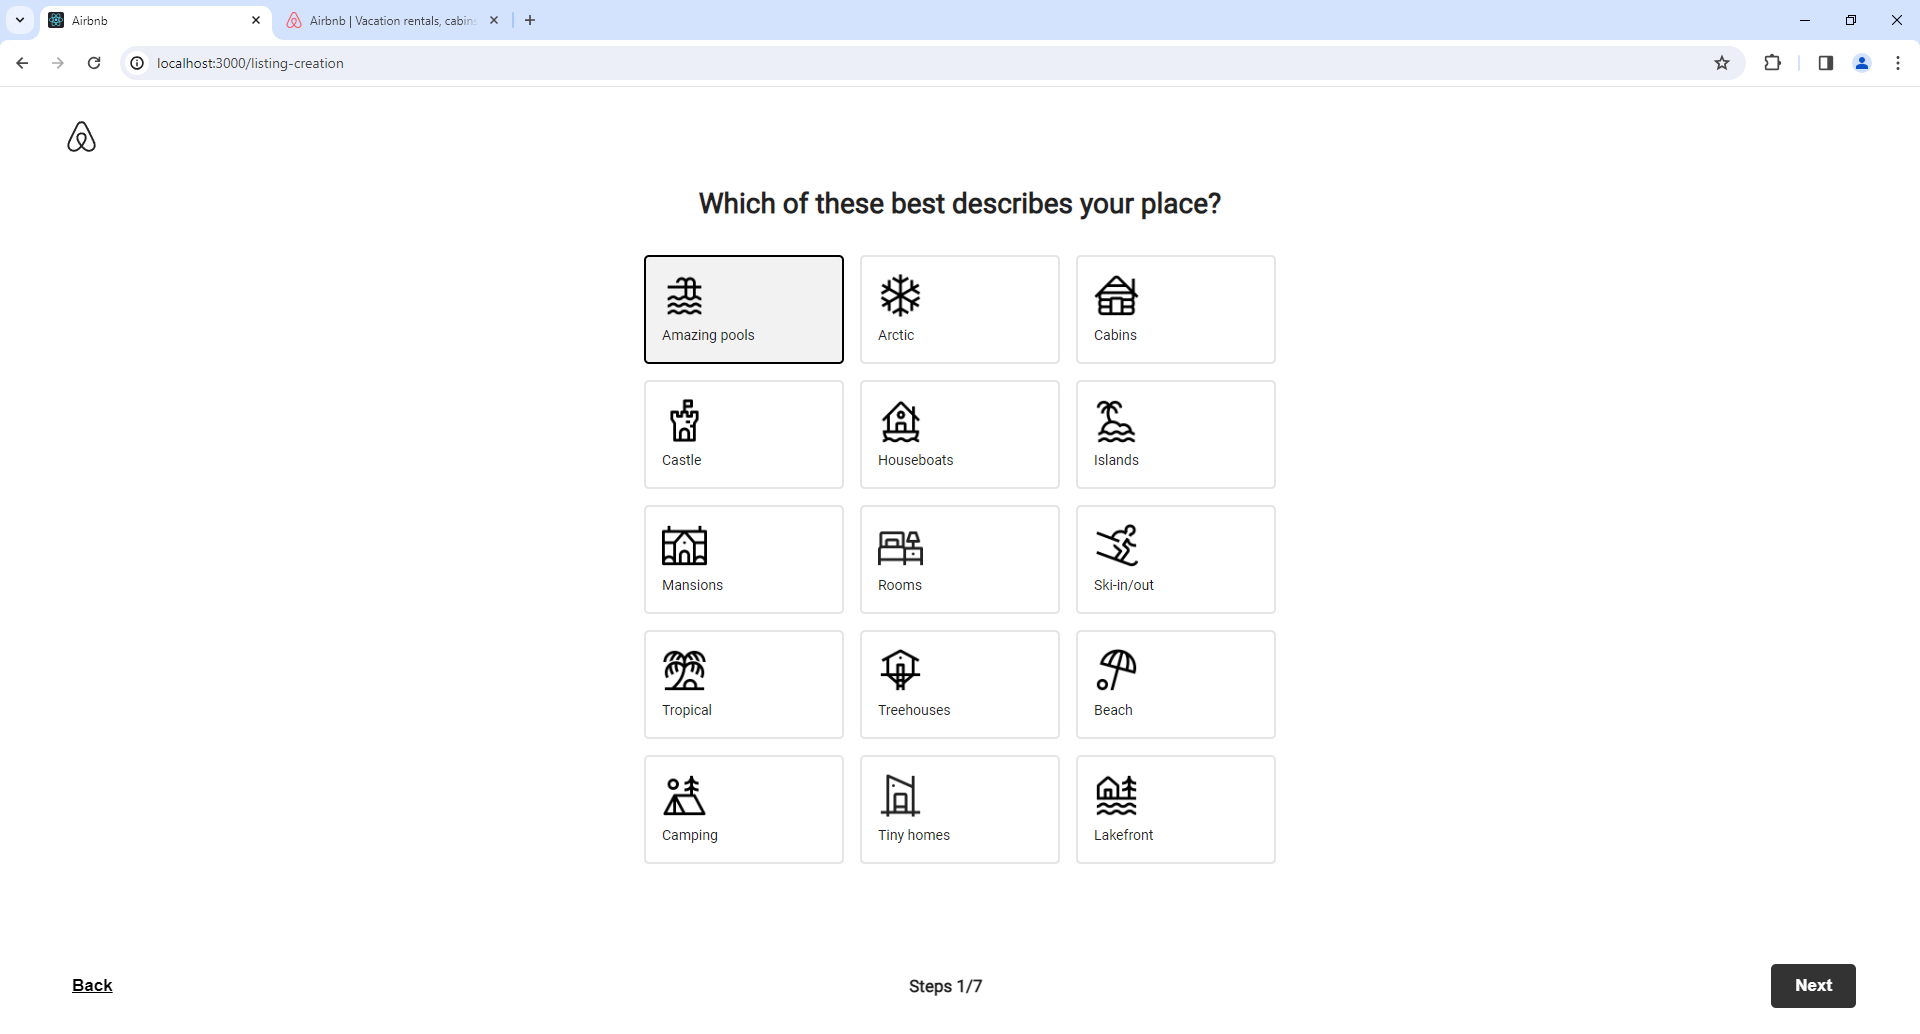 Airbnb
Airbnb | Vacation rentals, cabin
localhost:3000/listing-creation
Which of these best describes your place?
Amazing pools
Arctic
Cabins
Castle
Houseboats
Islands
Mansions
Rooms
Ski-in/out
Tropical
Treehouses
Beach
Camping
Tiny homes
Lakefront
Back
Steps 1/7
Next